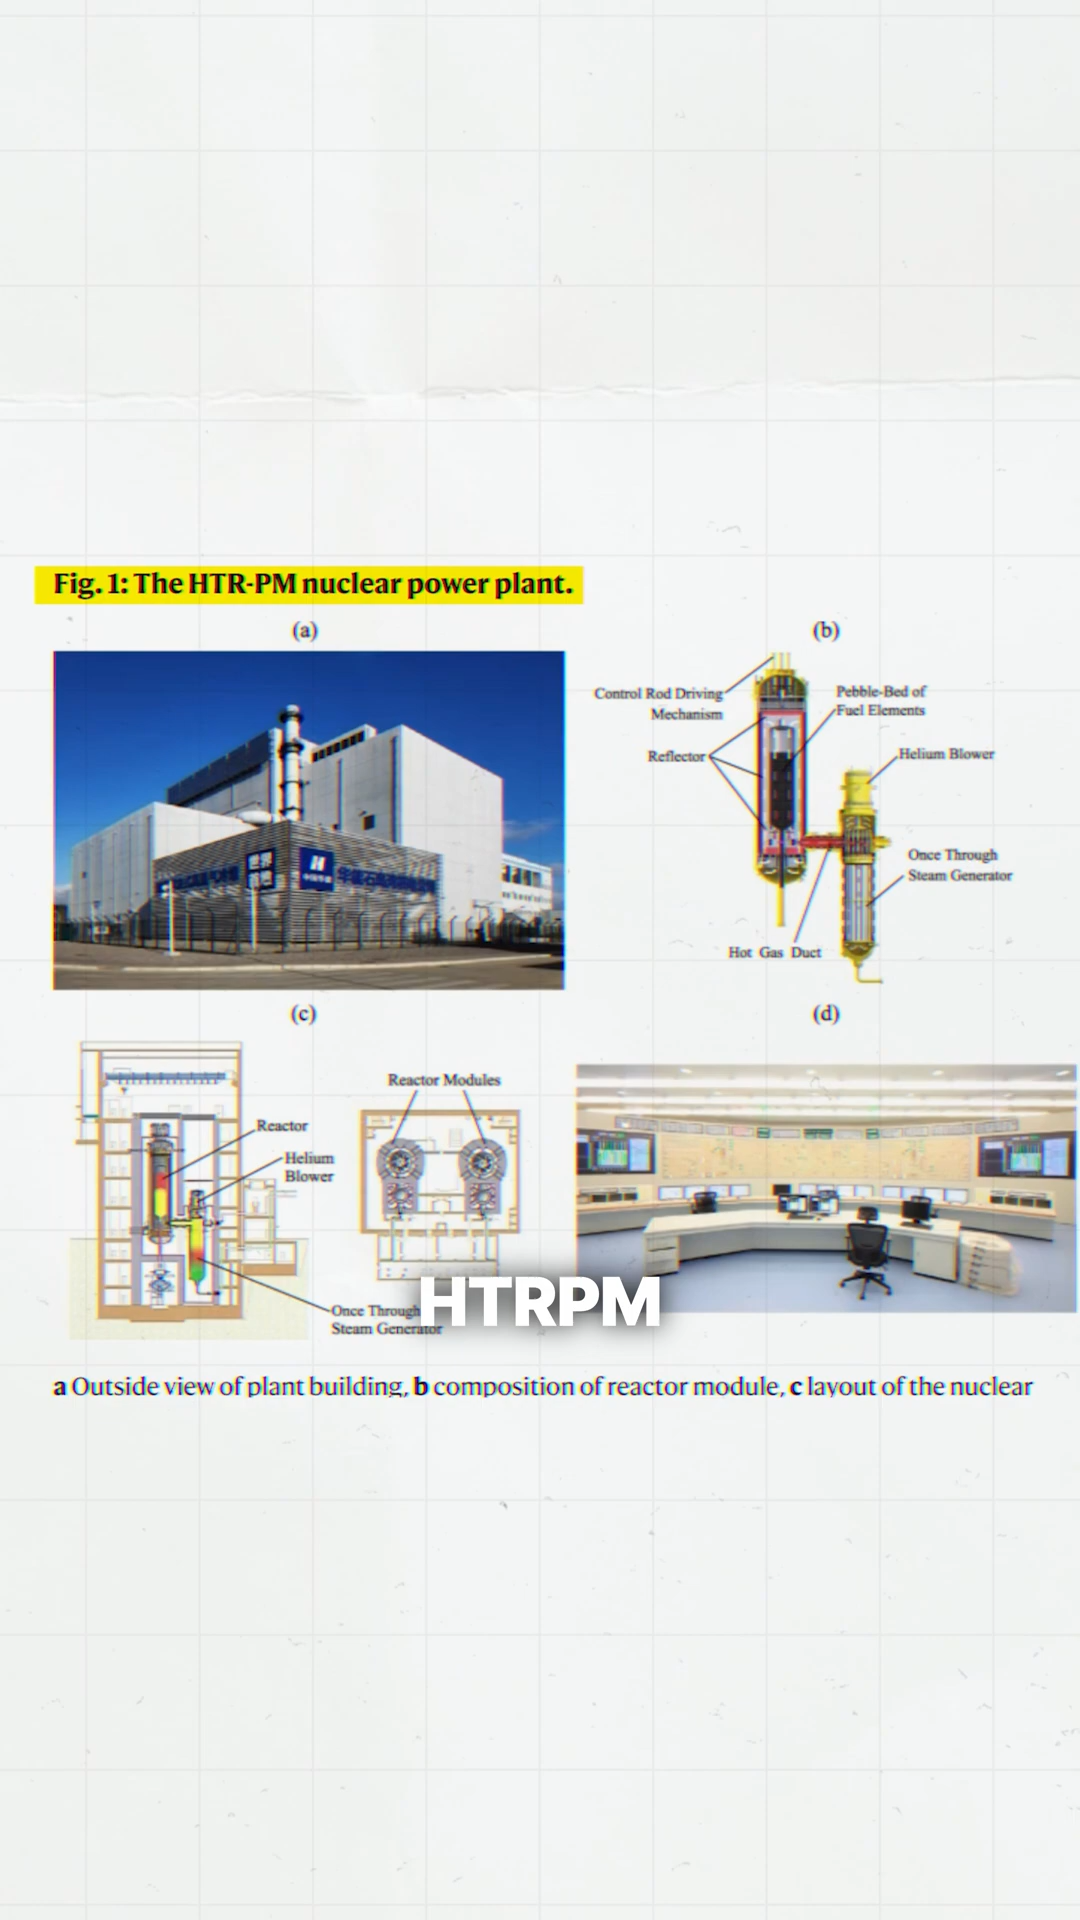 Fig. 1: The HTR-PM nuclear power plant.
(a)
(b)
Control Rod Driving
Mechanism
Pebble-Bed of
Fuel Elements
Reflector
Helium Blower
Once Through
Steam Generator
Hot Gas Duct
(c)
(d)
Reactor Modules
Reactor
Helium
Blower
Once Through
Steam Generator
HTRPM
a Outside view of plant building, b composition of reactor module, c layout of the nuclear